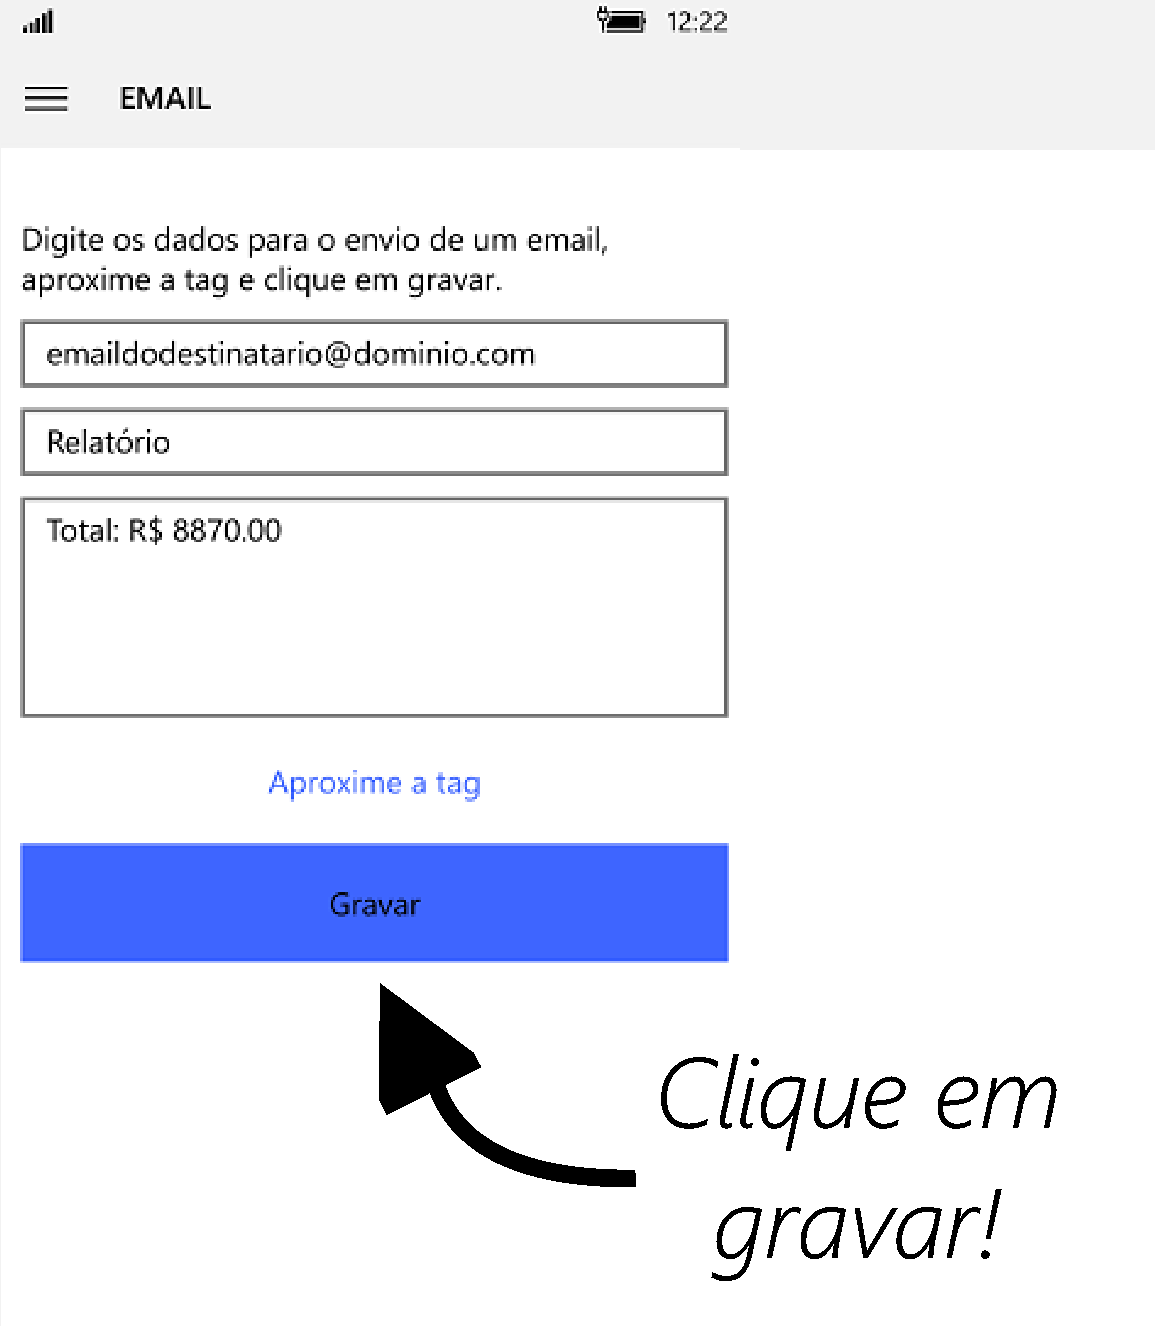 12:22
EMAIL
Digite os dados para o envio de um email,
aproxime a tag e clique em gravar.
emaildodestinatario@dominio.com
Relatório
Total: R$ 8870.00
Aproxime a tag
Gravar
Clique em
gravar!